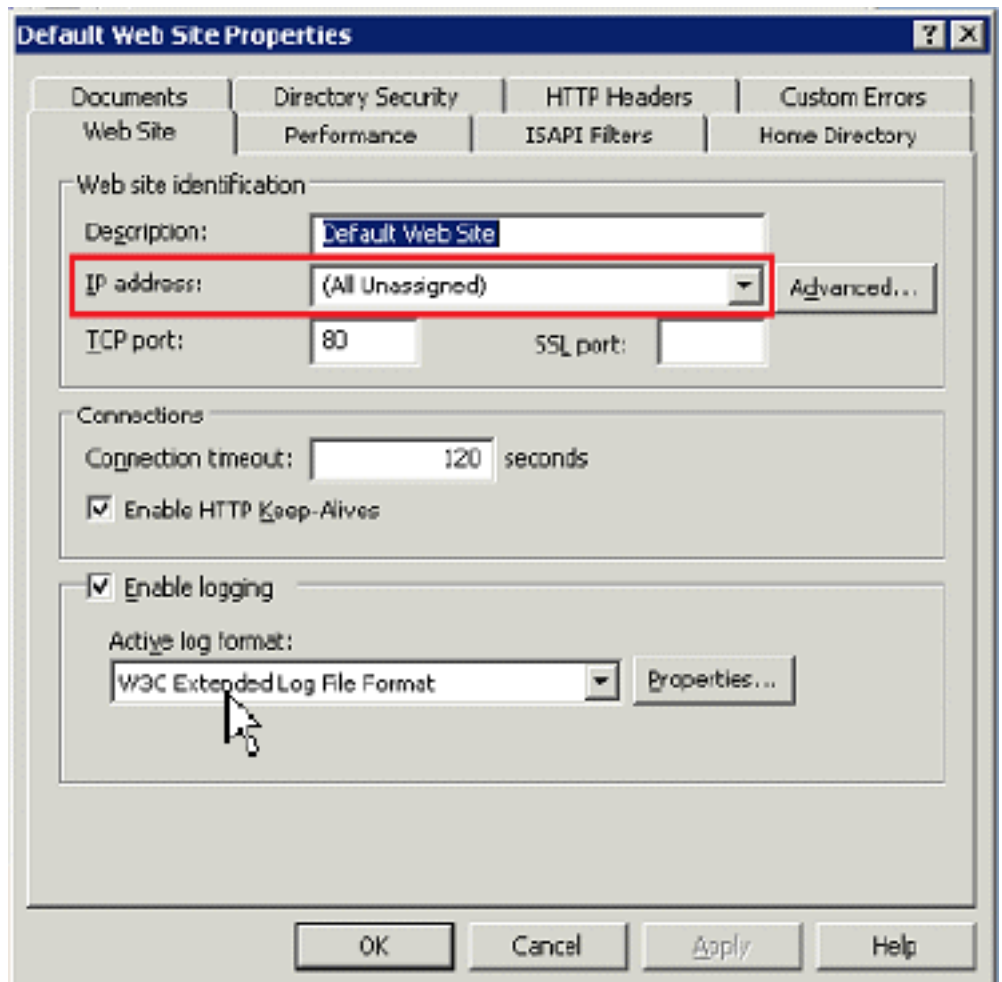 Default Web Site Properties
Documents Directory Security HTTP Headers Custom Errors
Web Site Performance ISAPI Filters Home Directory
Web site identification
Description: Default Web Site
IP address: (All Unassigned) Advanced...
TCP port: 80 SSL port:
Connections
Connection timeout: 120 seconds
Enable HTTP Keep-Alives
Enable logging
Active log format:
W3C Extended Log File Format Properties...
OK Cancel Apply Help